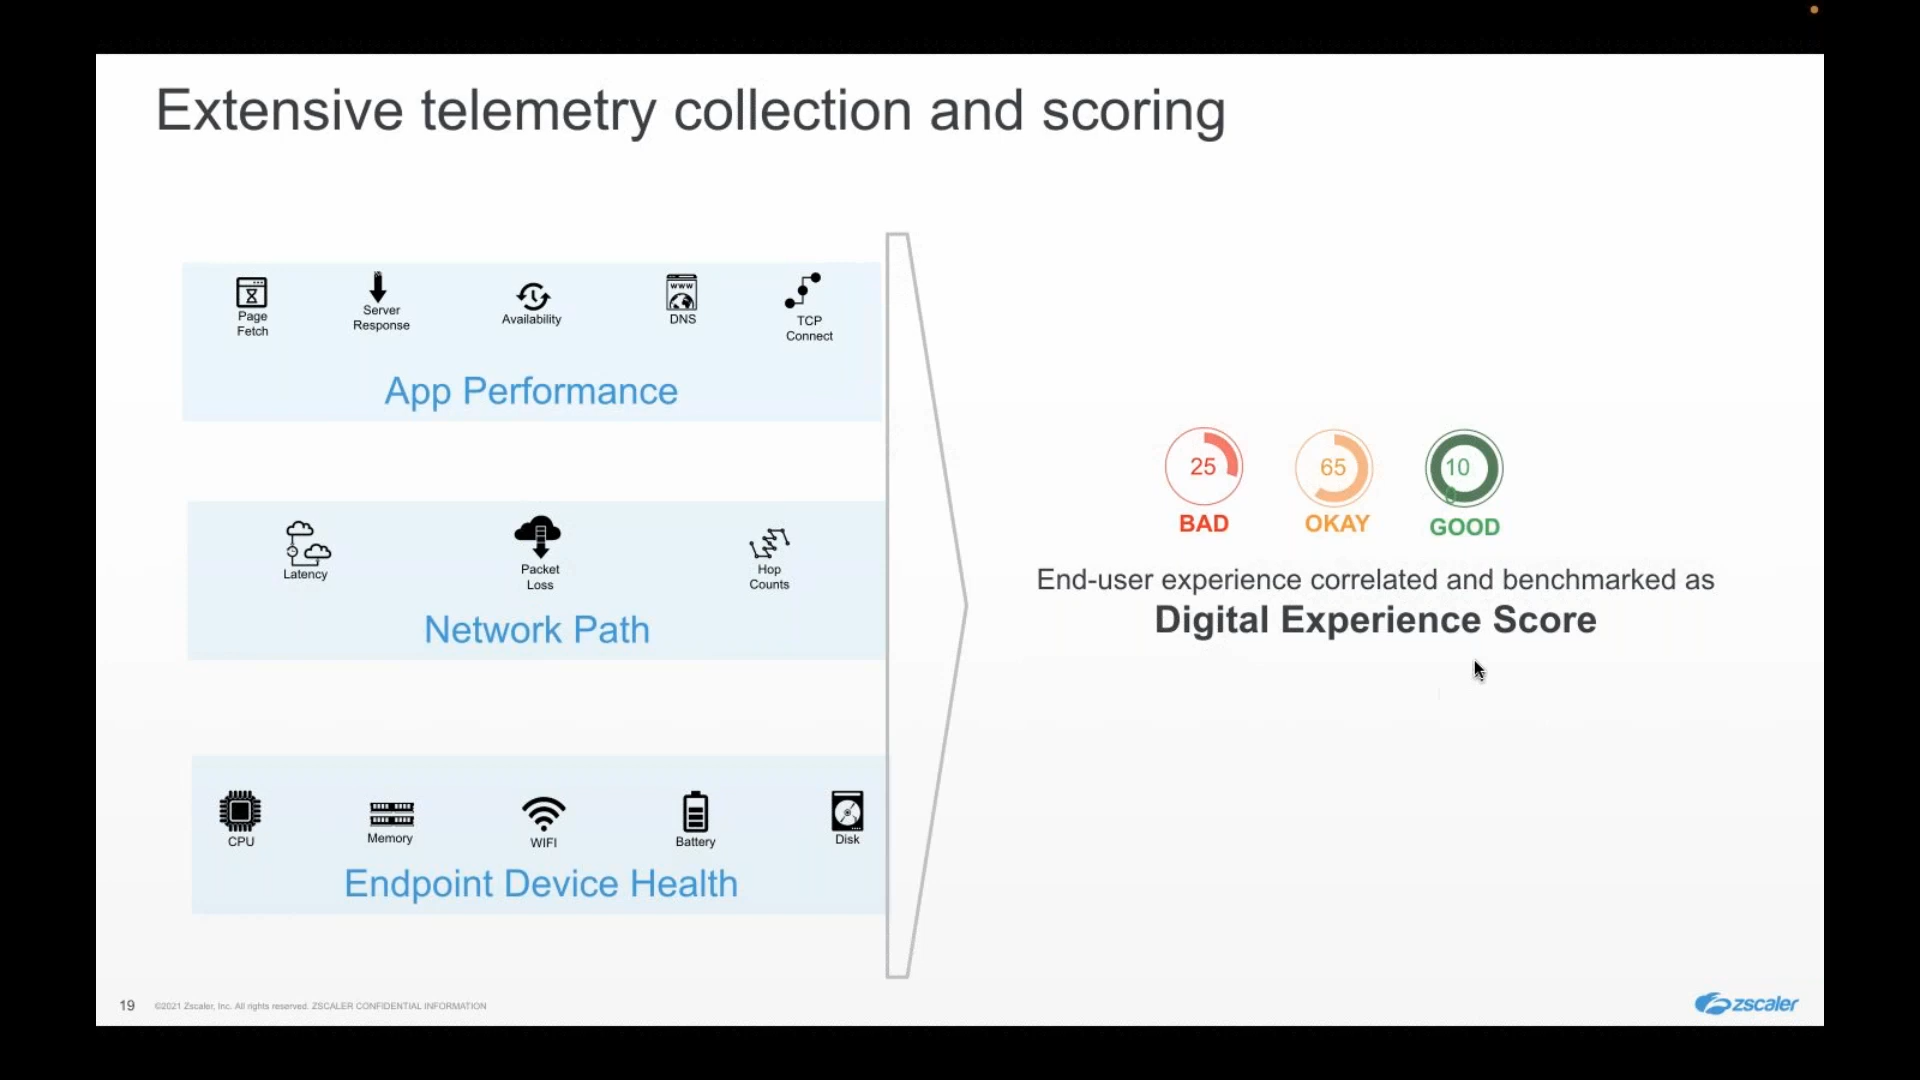 Extensive telemetry collection and scoring
Page
Fetch
Server
Response
Availability
WWW
DNS
TCP
Connect
App Performance
Latency
Packet
Loss
Hop
Counts
Network Path
CPU
Memory
WIFI
Battery
Disk
Endpoint Device Health
25
BAD
65
OKAY
10
0
GOOD
End-user experience correlated and benchmarked as
Digital Experience Score
19
©2021 Zscaler, Inc. All rights reserved. ZSCALER CONFIDENTIAL INFORMATION
zscaler